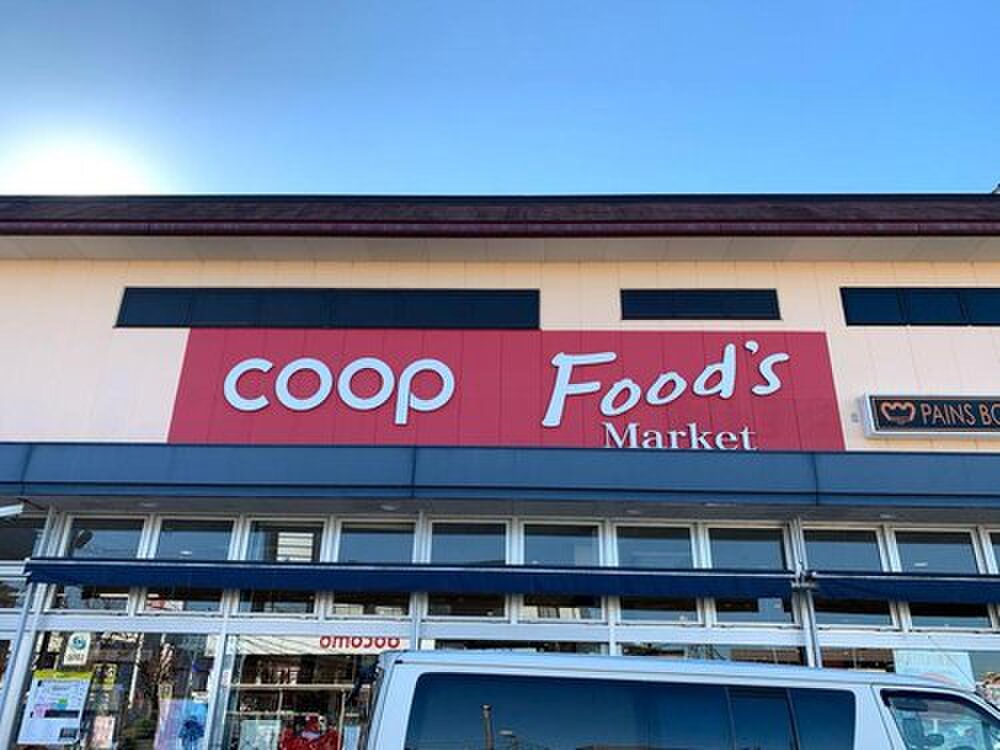 coop Food's
Market
PAINS BO
docomo